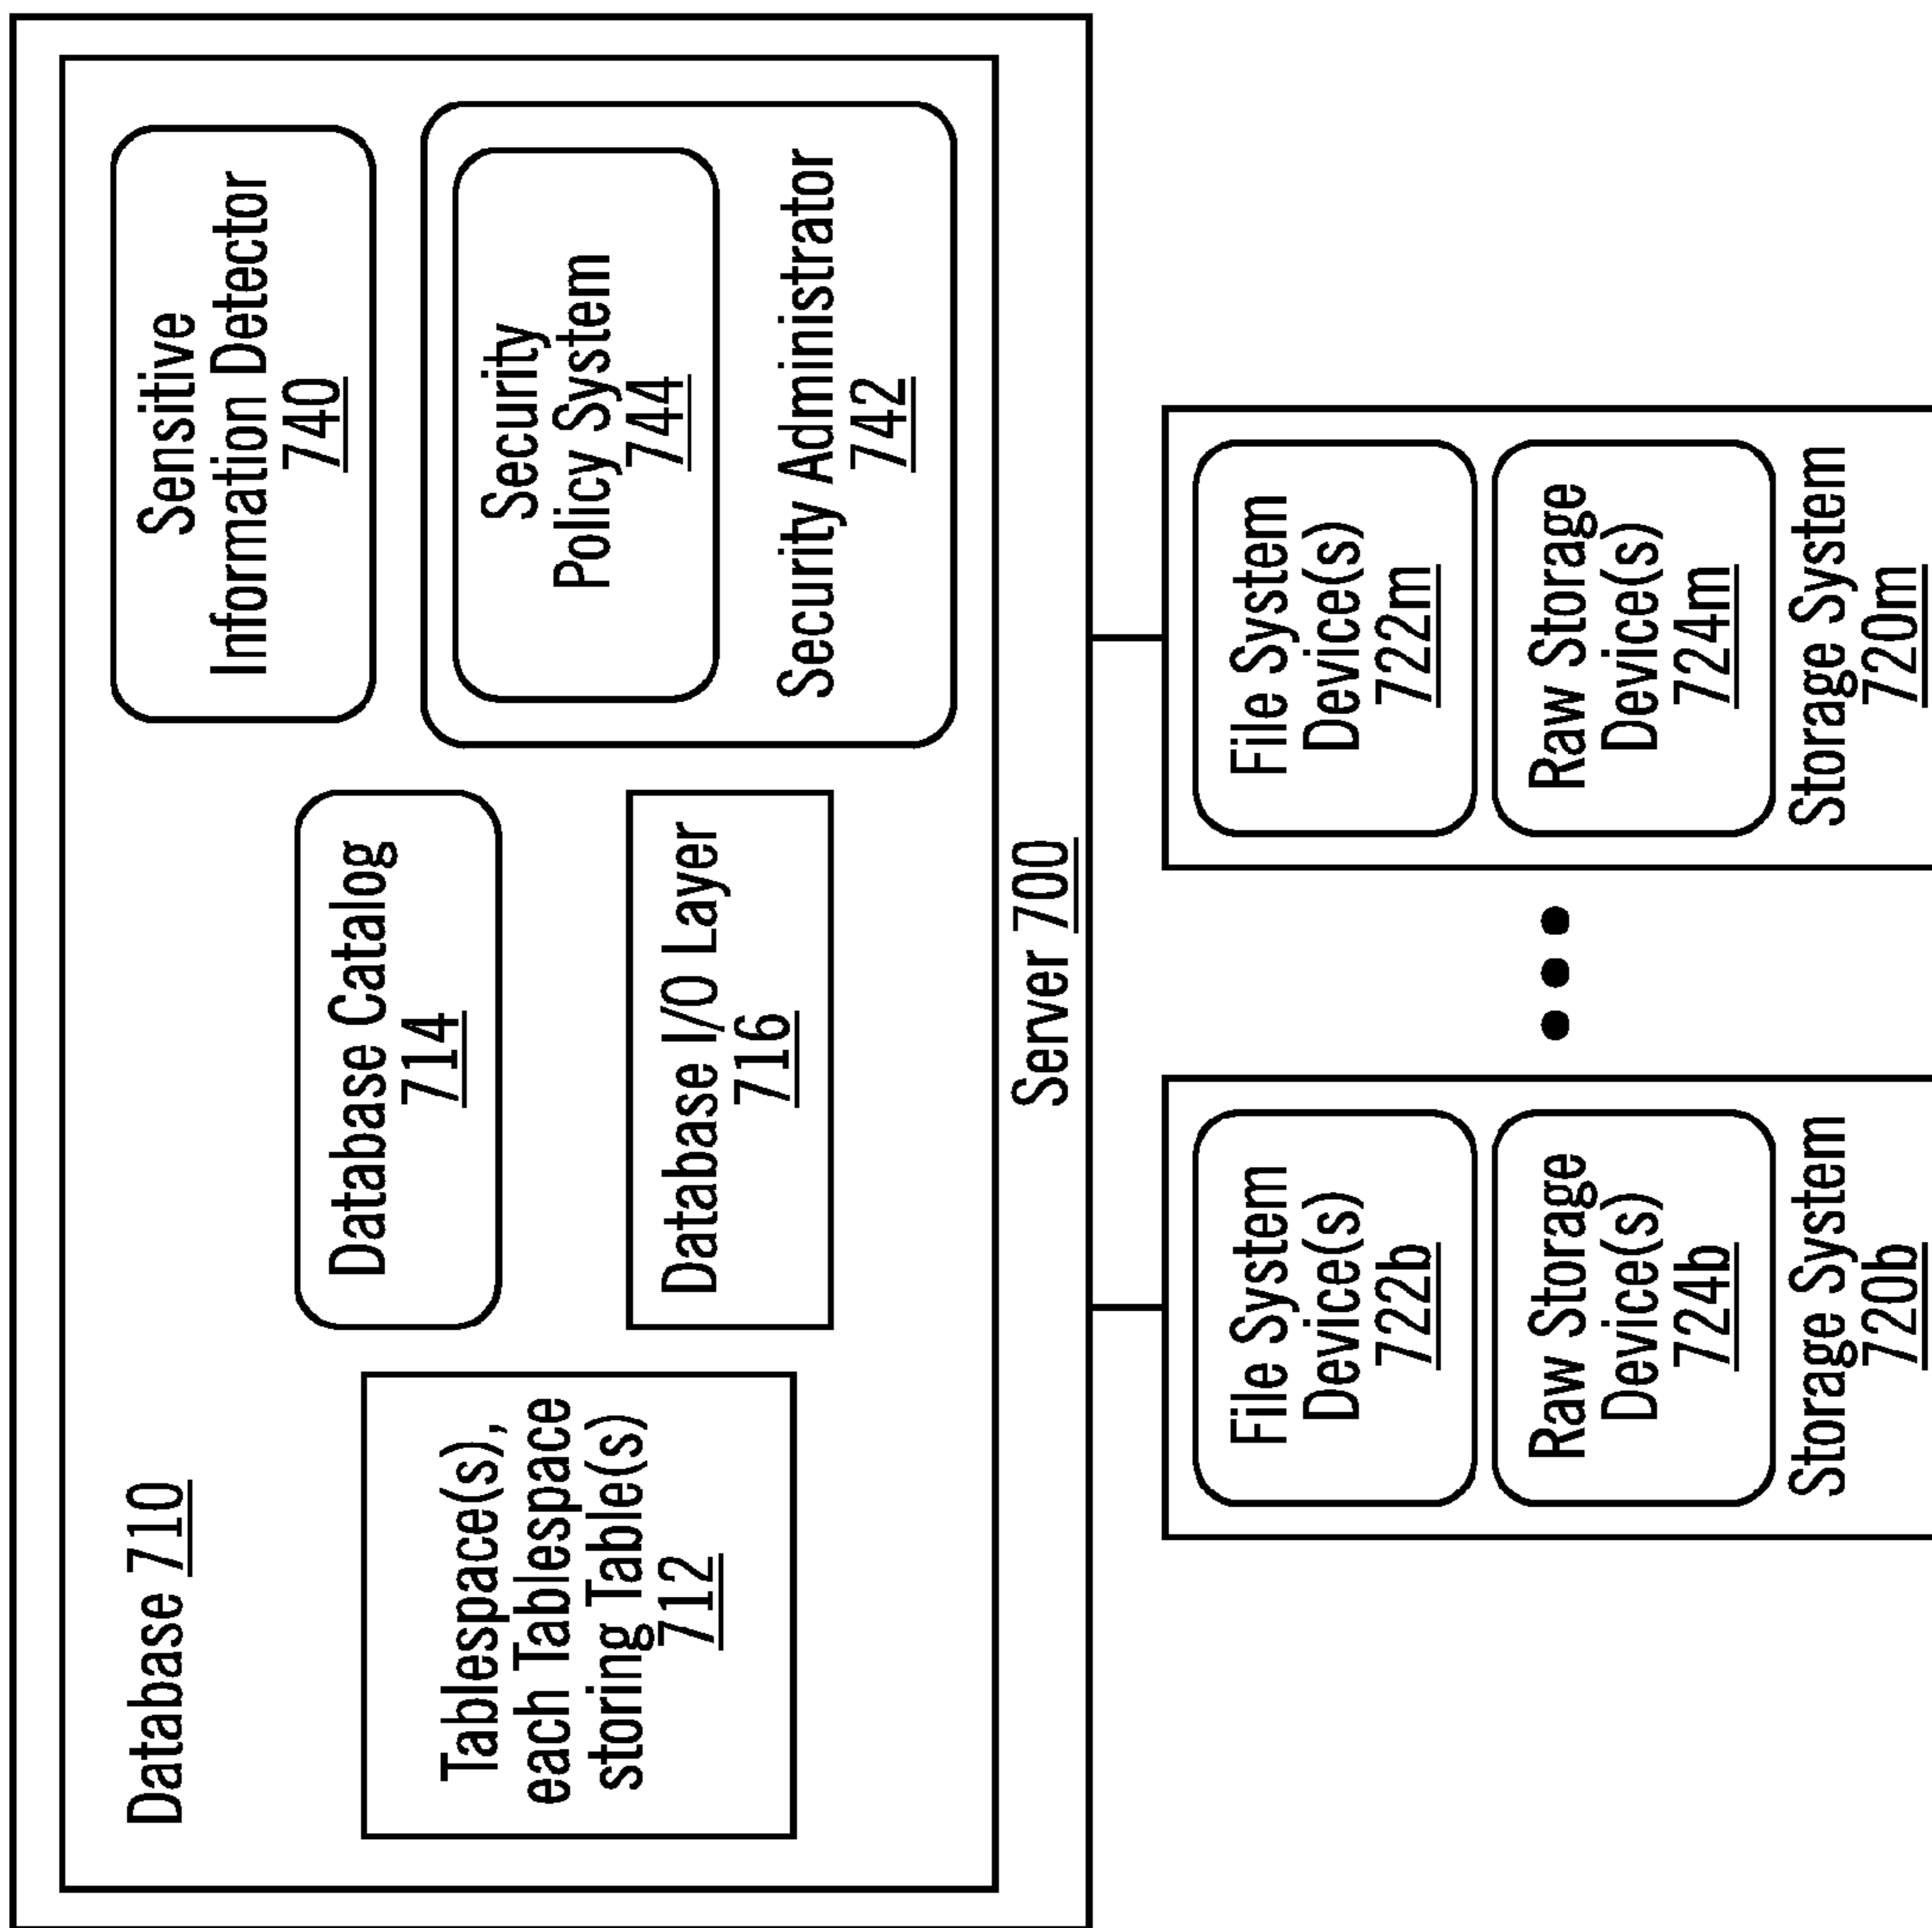 Database 710
Tablespace(s),
each Tablespace
storing Table(s)
712
Database Catalog
714
Database I/O Layer
716
Sensitive
Information Detector
740
Security
Policy System
744
Security Administrator
742
Server 700
File System
Device(s)
722b
Raw Storage
Device(s)
724b
Storage System
720b
File System
Device(s)
722m
Raw Storage
Device(s)
724m
Storage System
720m